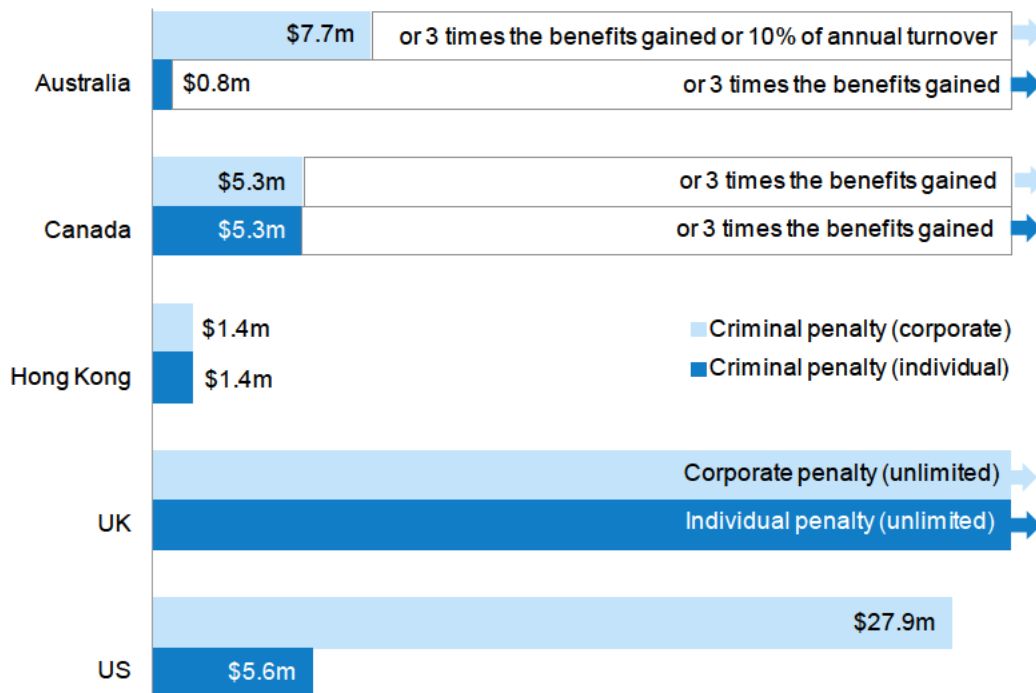 $7.7m or 3 times the benefits gained or 10% of annual turnover
Australia
$0.8m or 3 times the benefits gained
$5.3m or 3 times the benefits gained
Canada
$5.3m or 3 times the benefits gained
$1.4m
Hong Kong
$1.4m
Criminal penalty (corporate)
Criminal penalty (individual)
Corporate penalty (unlimited)
UK
Individual penalty (unlimited)
$27.9m
US
$5.6m